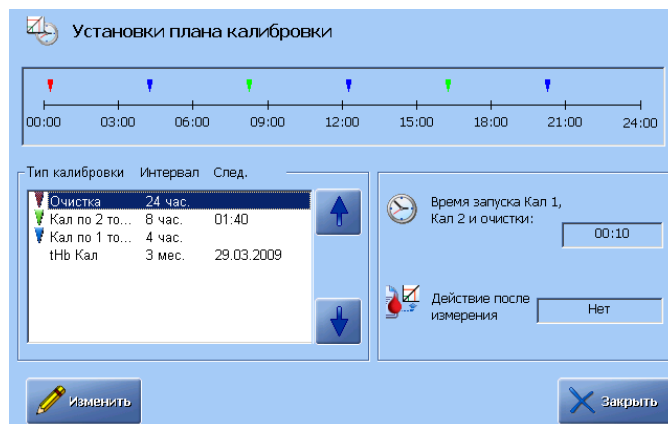 Установки плана калибровки
00:00 03:00 06:00 09:00 12:00 15:00 18:00 21:00 24:00
Тип калибровки Интервал След.
Очистка 24 час.
Кал по 2 то... 8 час. 01:40
Кал по 1 то... 4 час.
tHb Кал 3 мес. 29.03.2009
Время запуска Кал 1,
Кал 2 и очистки:
00:10
Действие после
измерения
Нет
Изменить
Закрыть